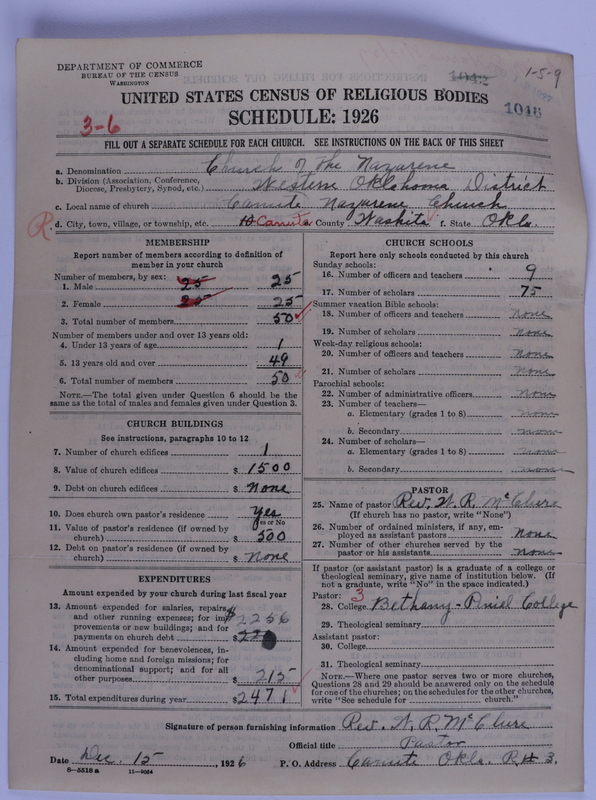 DEPARTMENT OF COMMERCE
BUREAU OF THE CENSUS
WASHINGTON
1042
1-5-9
UNITED STATES CENSUS OF RELIGIOUS BODIES
1046
SCHEDULE: 1926
3-6
FILL OUT A SEPARATE SCHEDULE FOR EACH CHURCH. SEE INSTRUCTIONS ON THE BACK OF THIS SHEET
a. Denomination Church of the Nazarene
b. Division (Association, Conference, Diocese, Presbytery, Synod, etc.) Western Oklahoma District
c. Local name of church Canute Nazarene Church
R d. City, town, village, or township, etc. Canute County Washita f. State Okla.
MEMBERSHIP
Report number of members according to definition of
member in your church
Number of members, by sex:
1. Male 25 25
2. Female 25 25
3. Total number of members 50
Number of members under and over 13 years old:
4. Under 13 years of age 1
5. 13 years old and over 49
6. Total number of members 50
NOTE.—The total given under Question 6 should be
same as the total of males and females given under Question 3.
CHURCH BUILDINGS
See instructions, paragraphs 10 to 12
7. Number of church edifices 1
8. Value of church edifices $ 1500
9. Debt on church edifices $ None
10. Does church own pastor's residence? Yes
Yes or No
11. Value of pastor's residence (if owned by
church) $ 500
12. Debt on pastor's residence (if owned by
church) $ None
EXPENDITURES
Amount expended by your church during last fiscal year
13. Amount expended for salaries, repairs,
and other running expenses; for im-
provements or new buildings; and for
payments on church debt $ 2256
14. Amount expended for benevolences, in-
cluding home and foreign missions; for
denominational support; and for all
other purposes $ 215
15. Total expenditures during year $ 2471
CHURCH SCHOOLS
Report here only schools conducted by this church
Sunday schools:
16. Number of officers and teachers 9
17. Number of scholars 75
Summer vacation Bible schools:
18. Number of officers and teachers None
19. Number of scholars None
Week-day religious schools:
20. Number of officers and teachers None
21. Number of scholars None
Parochial schools:
22. Number of administrative officers None
23. Number of teachers—
a. Elementary (grades 1 to 8) None
b. Secondary None
24. Number of scholars—
a. Elementary (grades 1 to 8) None
b. Secondary None
PASTOR
25. Name of pastor Rev. W. R. McClure
(If church has no pastor, write "None")
26. Number of ordained ministers, if any, em-
ployed as assistant pastors None
27. Number of other churches served by the
pastor or his assistants None
If pastor (or assistant pastor) is a graduate of a college or
theological seminary, give name of institution below. (If
not a graduate, write "No" in the space indicated.)
Pastor: 3
28. College Bethany-Peniel College
29. Theological seminary
Assistant pastor:
30. College
31. Theological seminary
NOTE.—Where one pastor serves two or more churches,
Questions 28 and 29 should be answered only on the schedule
for one of the churches; on the schedules for the other churches,
write "See schedule for church."
Signature of person furnishing information Rev. W. R. McClure
Official title Pastor
Date Dec. 15, 1926 P. O. Address Canute Okla. R# 3.
8-5518 a 11-9064